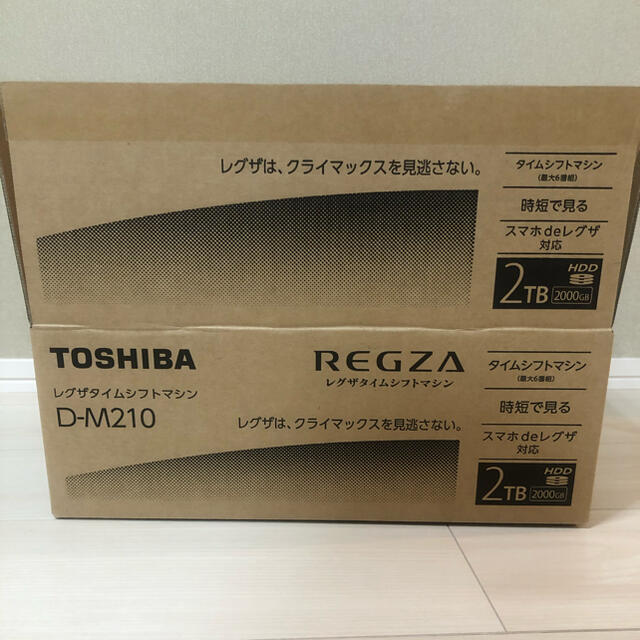 レグザは、クライマックスを見逃さない。
タイムシフトマシン
(最大6番組)
時短で見る
スマホdeレグザ
対応
2TB
HDD
2000GB
TOSHIBA
レグザタイムシフトマシン
D-M210
REGZA
レグザタイムシフトマシン
レグザは、クライマックスを見逃さない。
タイムシフトマシン
(最大6番組)
時短で見る
スマホdeレグザ
対応
2TB
HDD
2000GB